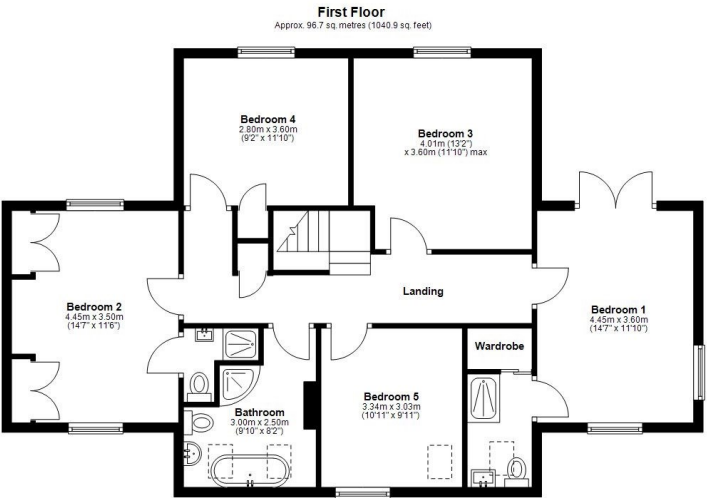 First Floor
Approx. 96.7 sq. metres (1040.9 sq. feet)
Bedroom 4
2.80m x 3.60m
(9'2" x 11'10")
Bedroom 3
4.01m (13'2")
x 3.60m (11'10") max
Bedroom 2
4.45m x 3.50m
(14'7" x 11'6")
Landing
Bedroom 1
4.45m x 3.60m
(14'7" x 11'10")
Wardrobe
Bathroom
3.00m x 2.50m
(9'10" x 8'2")
Bedroom 5
3.34m x 3.03m
(10'11" x 9'11")